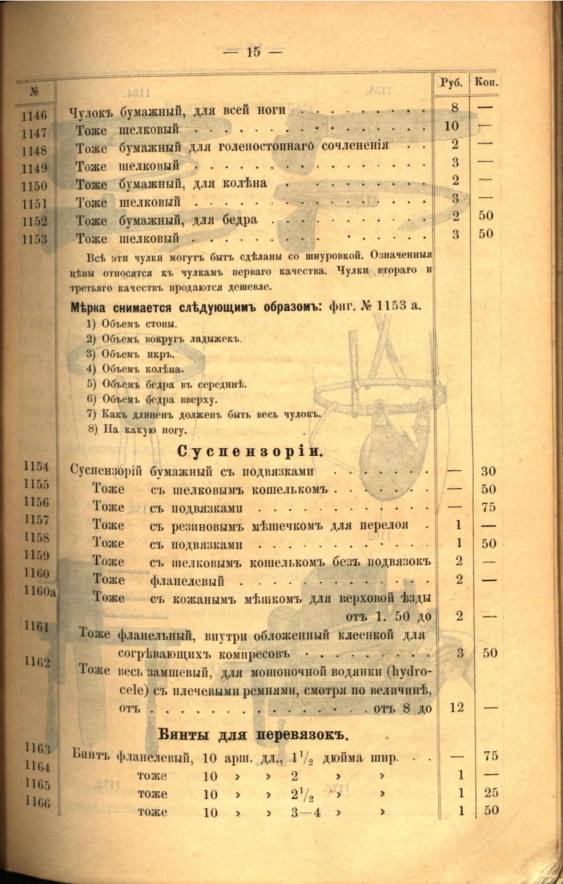 — 15 —
№ Руб. Коп.
1146 Чулокъ бумажный, для всей ноги . . . . . . . . 8 —
1147 Тоже шелковый . . . . . . . . . . . . . 10 —
1148 Тоже бумажный для голеностопнаго сочлененія . . 2 —
1149 Тоже шелковый . . . . . . . . . . . . . 3 —
1150 Тоже бумажный, для колѣна . . . . . . . . . 2 —
1151 Тоже шелковый . . . . . . . . . . . . . 3 —
1152 Тоже бумажный, для бедра . . . . . . . . . 2 50
1153 Тоже шелковый . . . . . . . . . . . . . 3 50
Всѣ эти чулки могутъ быть сдѣланы со шнуровкой. Означенныя
цѣны относятся къ чулкамъ перваго качества. Чулки втораго и
третьяго качествъ продаются дешевле.
Мѣрка снимается слѣдующимъ образомъ: фиг. № 1153 а.
1) Объемъ стопы.
2) Объемъ вокругъ ладыжекъ.
3) Объемъ икръ.
4) Объемъ колѣна.
5) Объемъ бедра въ серединѣ.
6) Объемъ бедра вверху.
7) Какъ длиненъ долженъ быть весь чулокъ.
8) На какую ногу.
Суспензоріи.
1154 Суспензорій бумажный съ подвязками . . . . . . . — 30
1155 Тоже съ шелковымъ кошелькомъ . . . . . . — 50
1156 Тоже съ подвязками . . . . . . . . . . — 75
1157 Тоже съ резиновымъ мѣшечкомъ для перелоя . 1 —
1158 Тоже съ подвязками . . . . . . . . . . 1 50
1159 Тоже съ шелковымъ кошелькомъ безъ подвязокъ 2 —
1160 Тоже фланелевый . . . . . . . . . . . 2 —
1160а Тоже съ кожанымъ мѣшкомъ для верховой ѣзды
отъ 1. 50 до 2 —
1161 Тоже фланельный, внутри обложенный клеенкой для
согрѣвающихъ компресовъ . . . . . . . . . 3 50
1162 Тоже весь замшевый, для мошоночной водянки (hydro-
cele) съ плечевыми ремнями, смотря по величинѣ,
отъ . . . . . . . . . . . . . . отъ 8 до 12 —
Бинты для перевязокъ.
1163 Бинтъ фланелевый, 10 арш. дл., 1 1/2 дюйма шир. . . — 75
1164 тоже 10 › › 2 › › 1 —
1165 тоже 10 › › 2 1/2 › › 1 25
1166 тоже 10 › › 3—4 › › 1 50